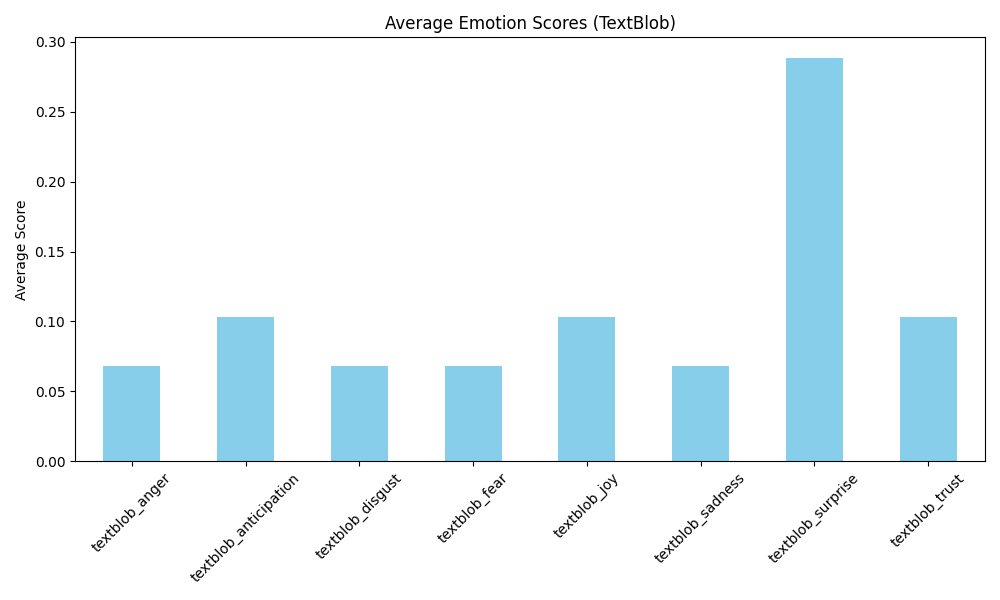 Average Emotion Scores (TextBlob)
Average Score
0.30
0.25
0.20
0.15
0.10
0.05
0.00
textblob_anger
textblob_anticipation
textblob_disgust
textblob_fear
textblob_joy
textblob_sadness
textblob_surprise
textblob_trust